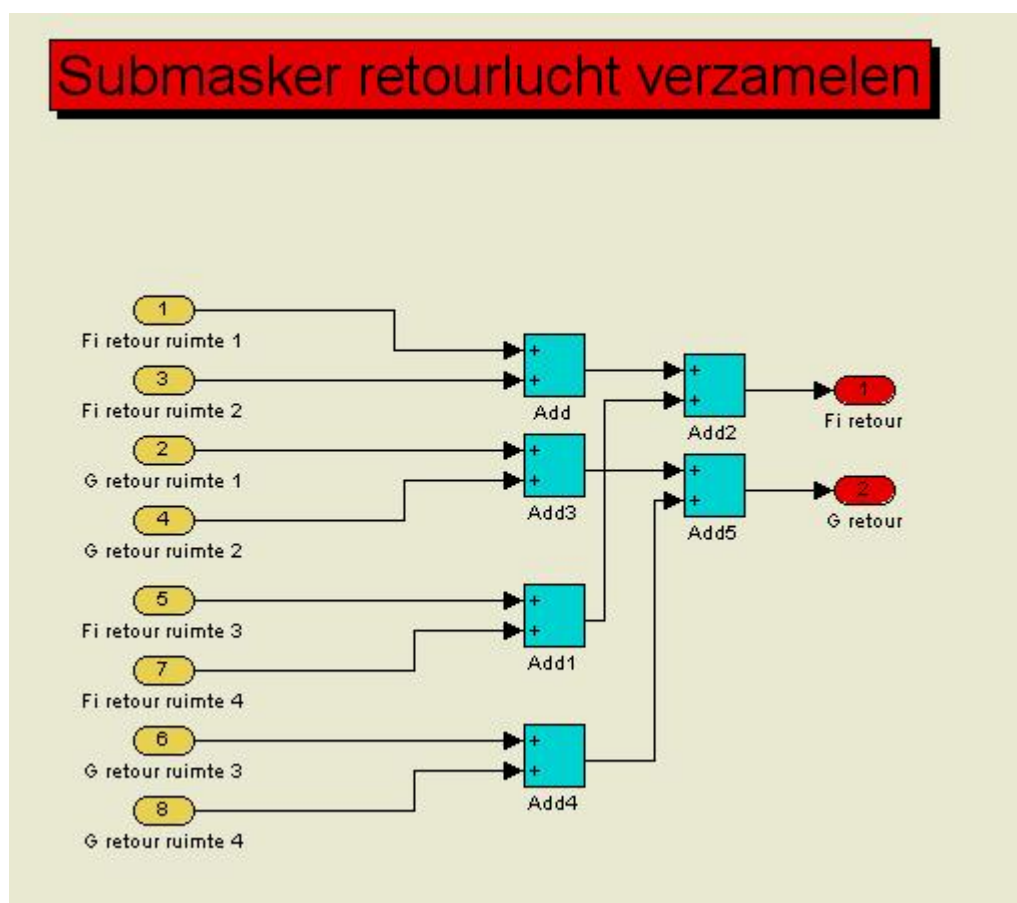 Submasker retourlucht verzamelen
1
Fi retour ruimte 1
3
Fi retour ruimte 2
2
G retour ruimte 1
4
G retour ruimte 2
5
Fi retour ruimte 3
7
Fi retour ruimte 4
6
G retour ruimte 3
8
G retour ruimte 4
+
+
Add
+
+
Add3
+
+
Add1
+
+
Add4
+
+
Add2
+
+
Add5
1
Fi retour
2
G retour